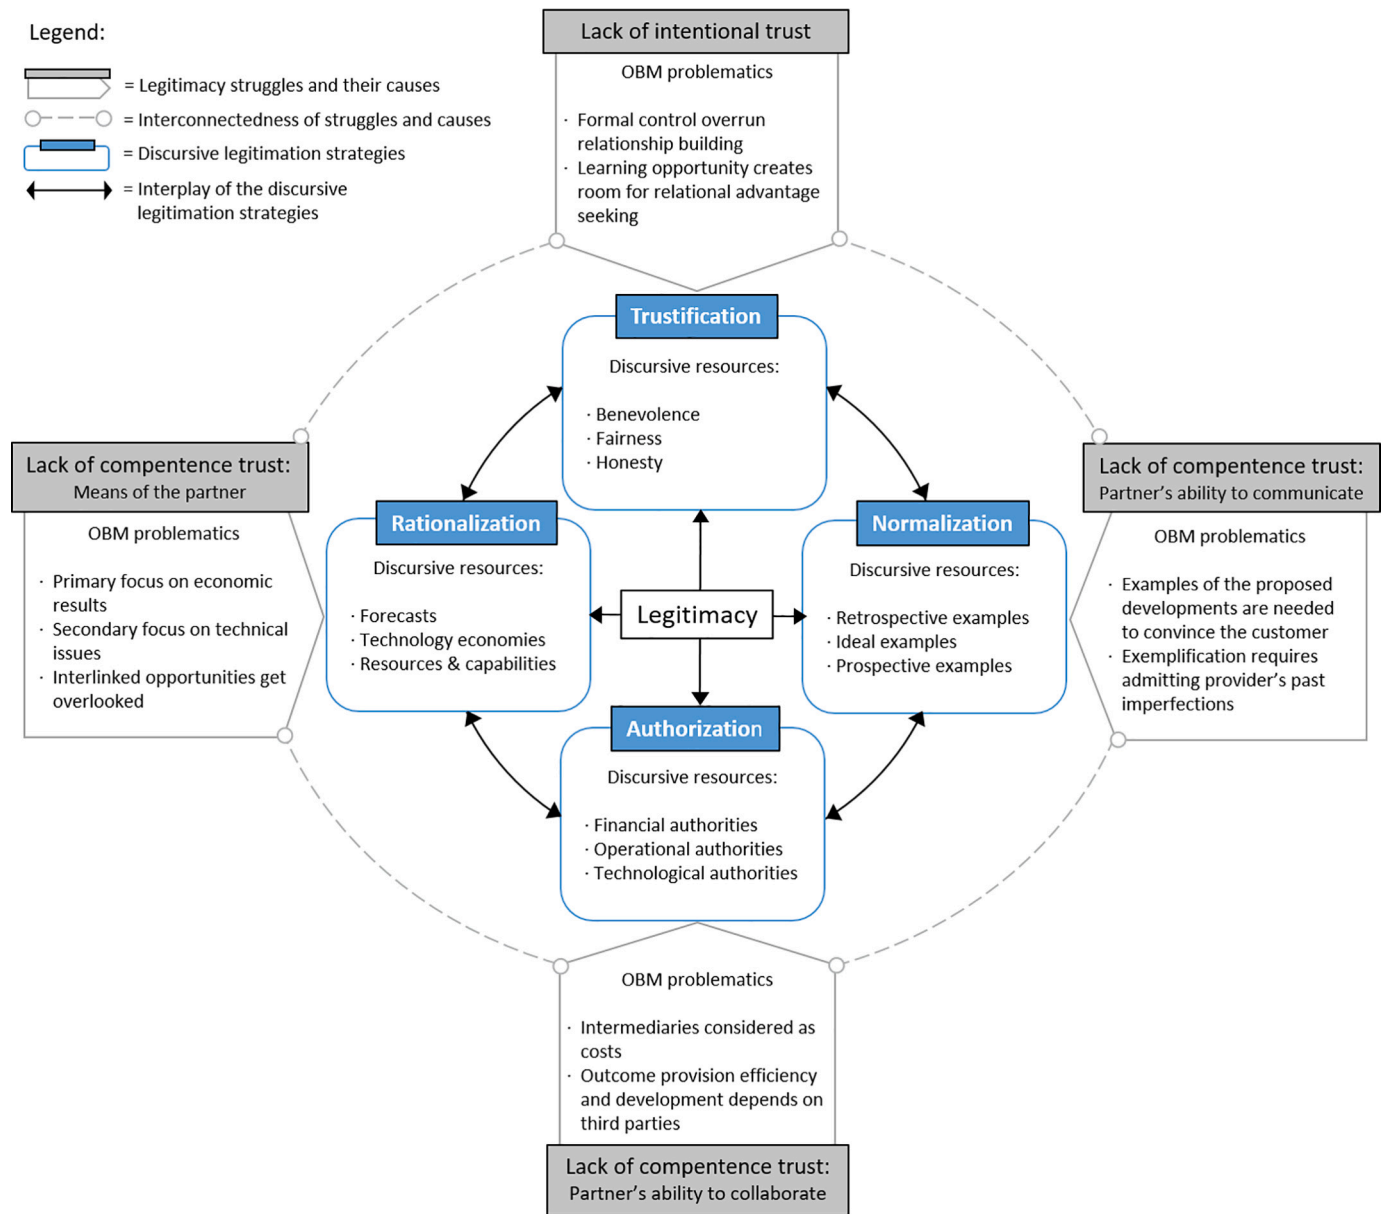 Legend:
= Legitimacy struggles and their causes
= Interconnectedness of struggles and causes
= Discursive legitimation strategies
= Interplay of the discursive
legitimation strategies
Lack of intentional trust
OBM problematics
· Formal control overrun
relationship building
· Learning opportunity creates
room for relational advantage
seeking
Trustification
Discursive resources:
· Benevolence
· Fairness
· Honesty
Lack of compentence trust:
Means of the partner
OBM problematics
· Primary focus on economic
results
· Secondary focus on technical
issues
· Interlinked opportunities get
overlooked
Rationalization
Discursive resources:
· Forecasts
· Technology economies
· Resources & capabilities
Legitimacy
Normalization
Discursive resources:
· Retrospective examples
· Ideal examples
· Prospective examples
Lack of compentence trust:
Partner's ability to communicate
OBM problematics
· Examples of the proposed
developments are needed
to convince the customer
· Exemplification requires
admitting provider's past
imperfections
Authorization
Discursive resources:
· Financial authorities
· Operational authorities
· Technological authorities
OBM problematics
· Intermediaries considered as
costs
· Outcome provision efficiency
and development depends on
third parties
Lack of compentence trust:
Partner's ability to collaborate